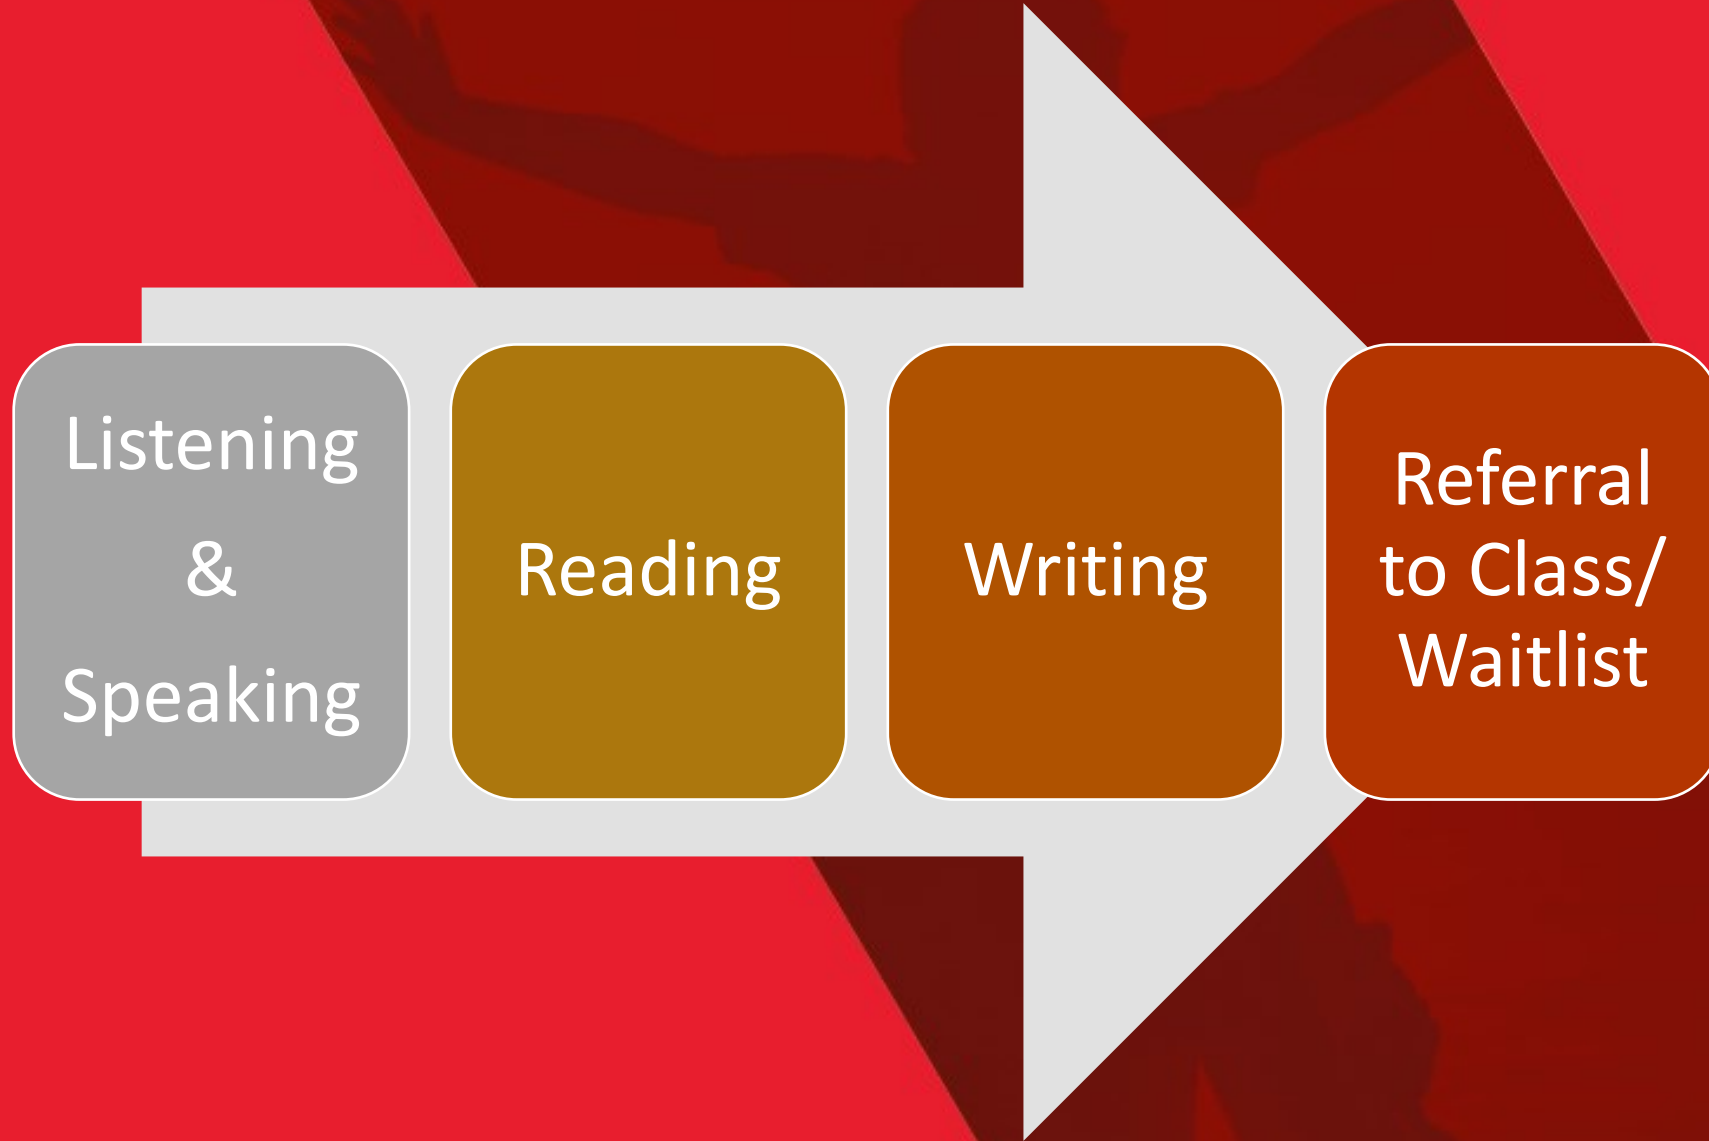 Listening
&
Speaking
Reading
Writing
Referral
to Class/
Waitlist